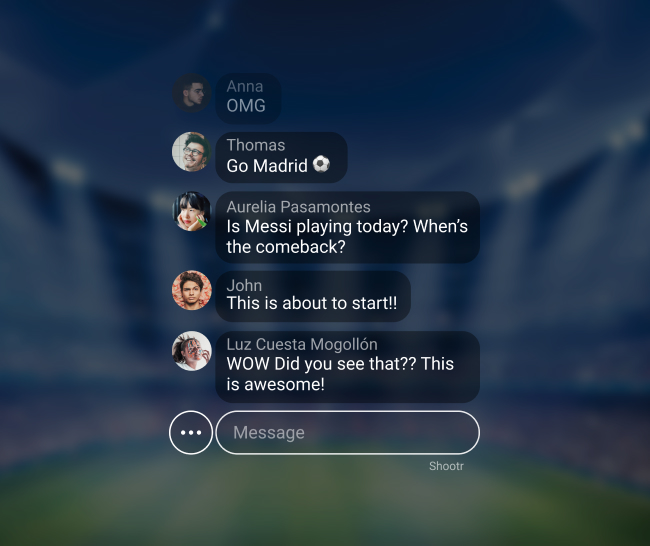 Anna
OMG
Thomas
Go Madrid ⚽
Aurelia Pasamontes
Is Messi playing today? When’s
the comeback?
John
This is about to start!!
Luz Cuesta Mogollón
WOW Did you see that?? This
is awesome!
Message
Shootr